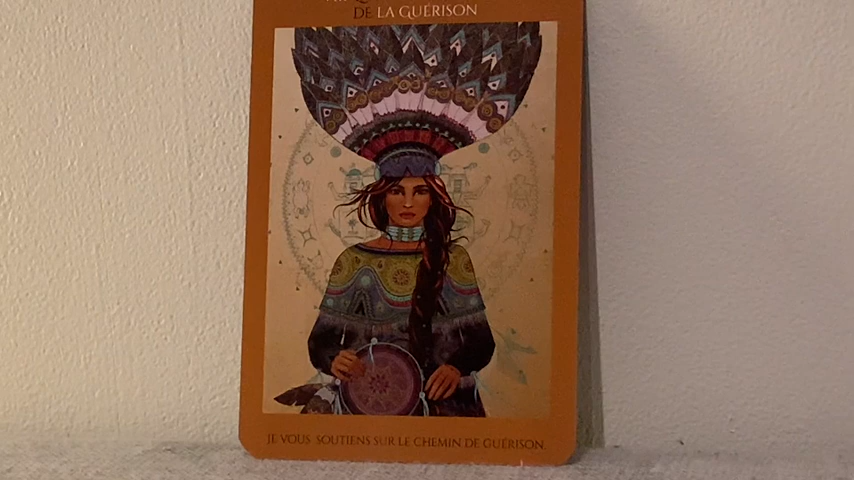 DE LA GUÉRISON
JE VOUS SOUTIENS SUR LE CHEMIN DE GUÉRISON.